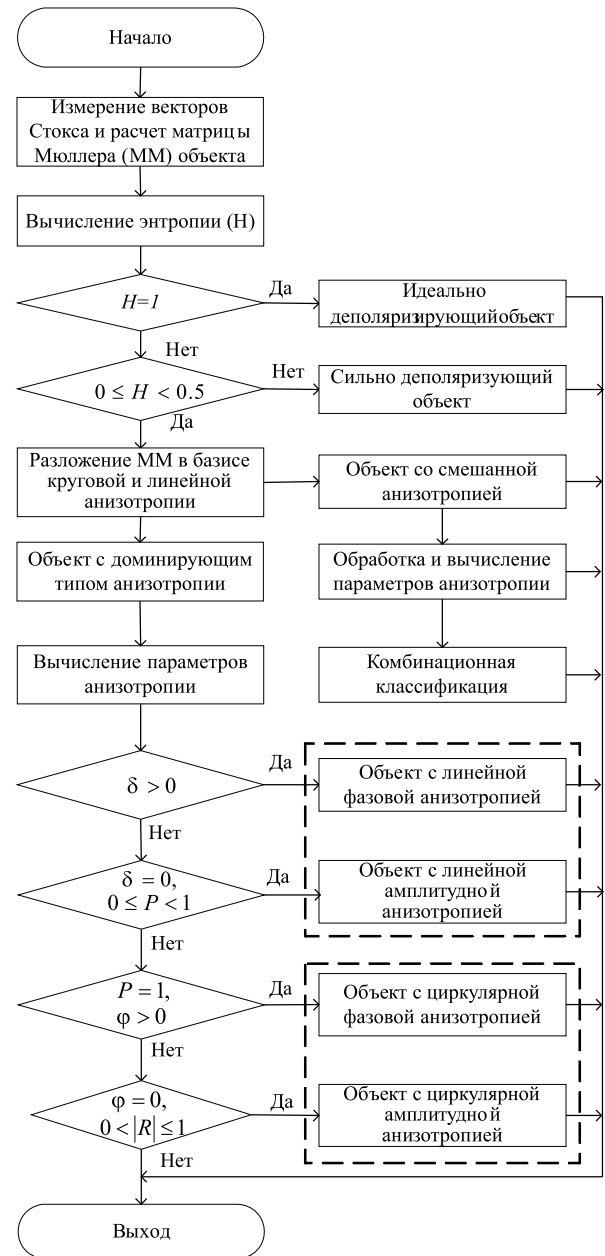 Начало
Измерение векторов
Стокса и расчет матрицы
Мюллера (ММ) объекта
Вычисление энтропии (H)
H=1
Да
Идеально
деполяризирующий объект
Нет
0 ≤ H < 0.5
Нет
Сильно деполяризующий
объект
Да
Разложение ММ в базисе
круговой и линейной
анизотропии
Объект со смешанной
анизотропией
Объект с доминирующим
типом анизотропии
Обработка и вычисление
параметров анизотропии
Вычисление параметров
анизотропии
Комбинационная
классификация
δ > 0
Да
Объект с линейной
фазовой анизотропией
Нет
δ = 0,
0 ≤ P < 1
Да
Объект с линейной
амплитудной
анизотропией
Нет
P = 1,
φ > 0
Да
Объект с циркулярной
фазовой анизотропией
Нет
φ = 0,
0 < |R| ≤ 1
Да
Объект с циркулярной
амплитудной
анизотропией
Нет
Выход